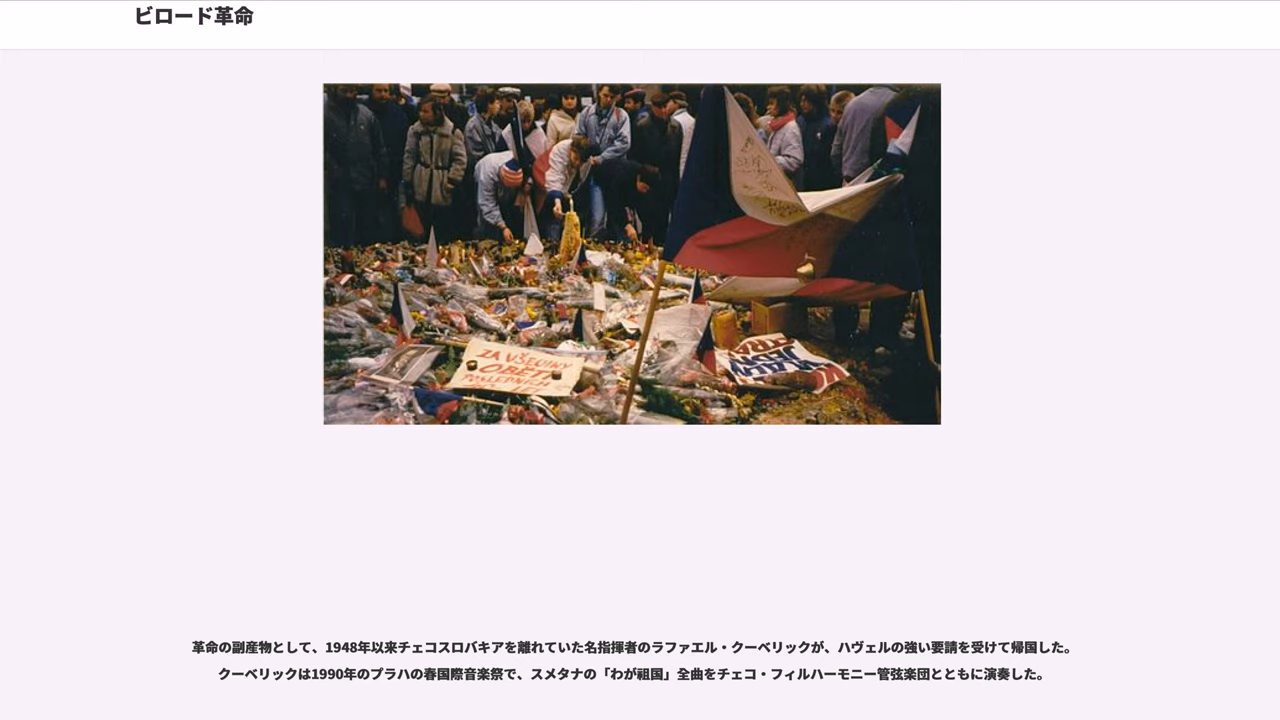 ビロード革命
ZA VŠECHNY
OBĚTI
革命の副産物として、1948年以来チェコスロバキアを離れていた名指揮者のラファエル・クーベリックが、ハヴェルの強い要請を受けて帰国した。
クーベリックは1990年のプラハの春国際音楽祭で、スメタナの「わが祖国」全曲をチェコ・フィルハーモニー管弦楽団とともに演奏した。